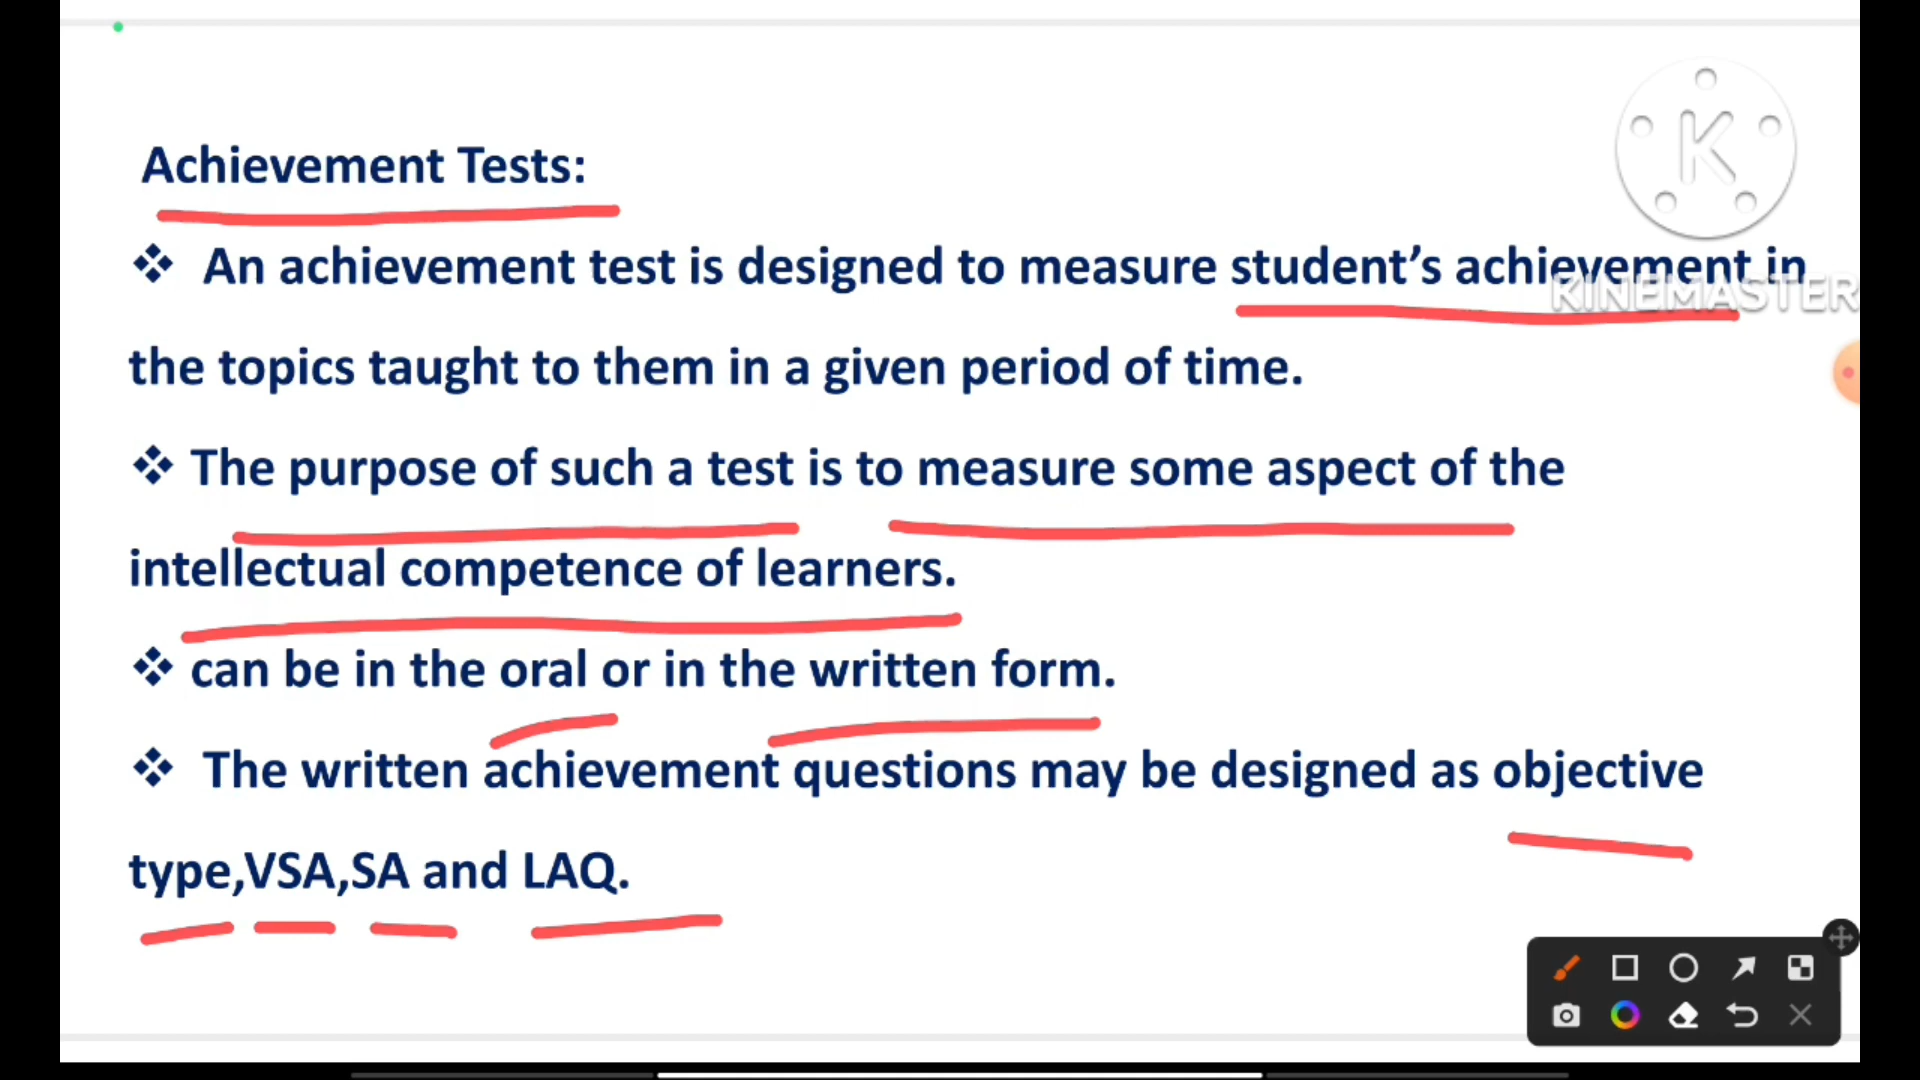 Achievement Tests:
❖ An achievement test is designed to measure student’s achievement in
the topics taught to them in a given period of time.
❖ The purpose of such a test is to measure some aspect of the
intellectual competence of learners.
❖ can be in the oral or in the written form.
❖ The written achievement questions may be designed as objective
type,VSA,SA and LAQ.
K
KINEMASTER